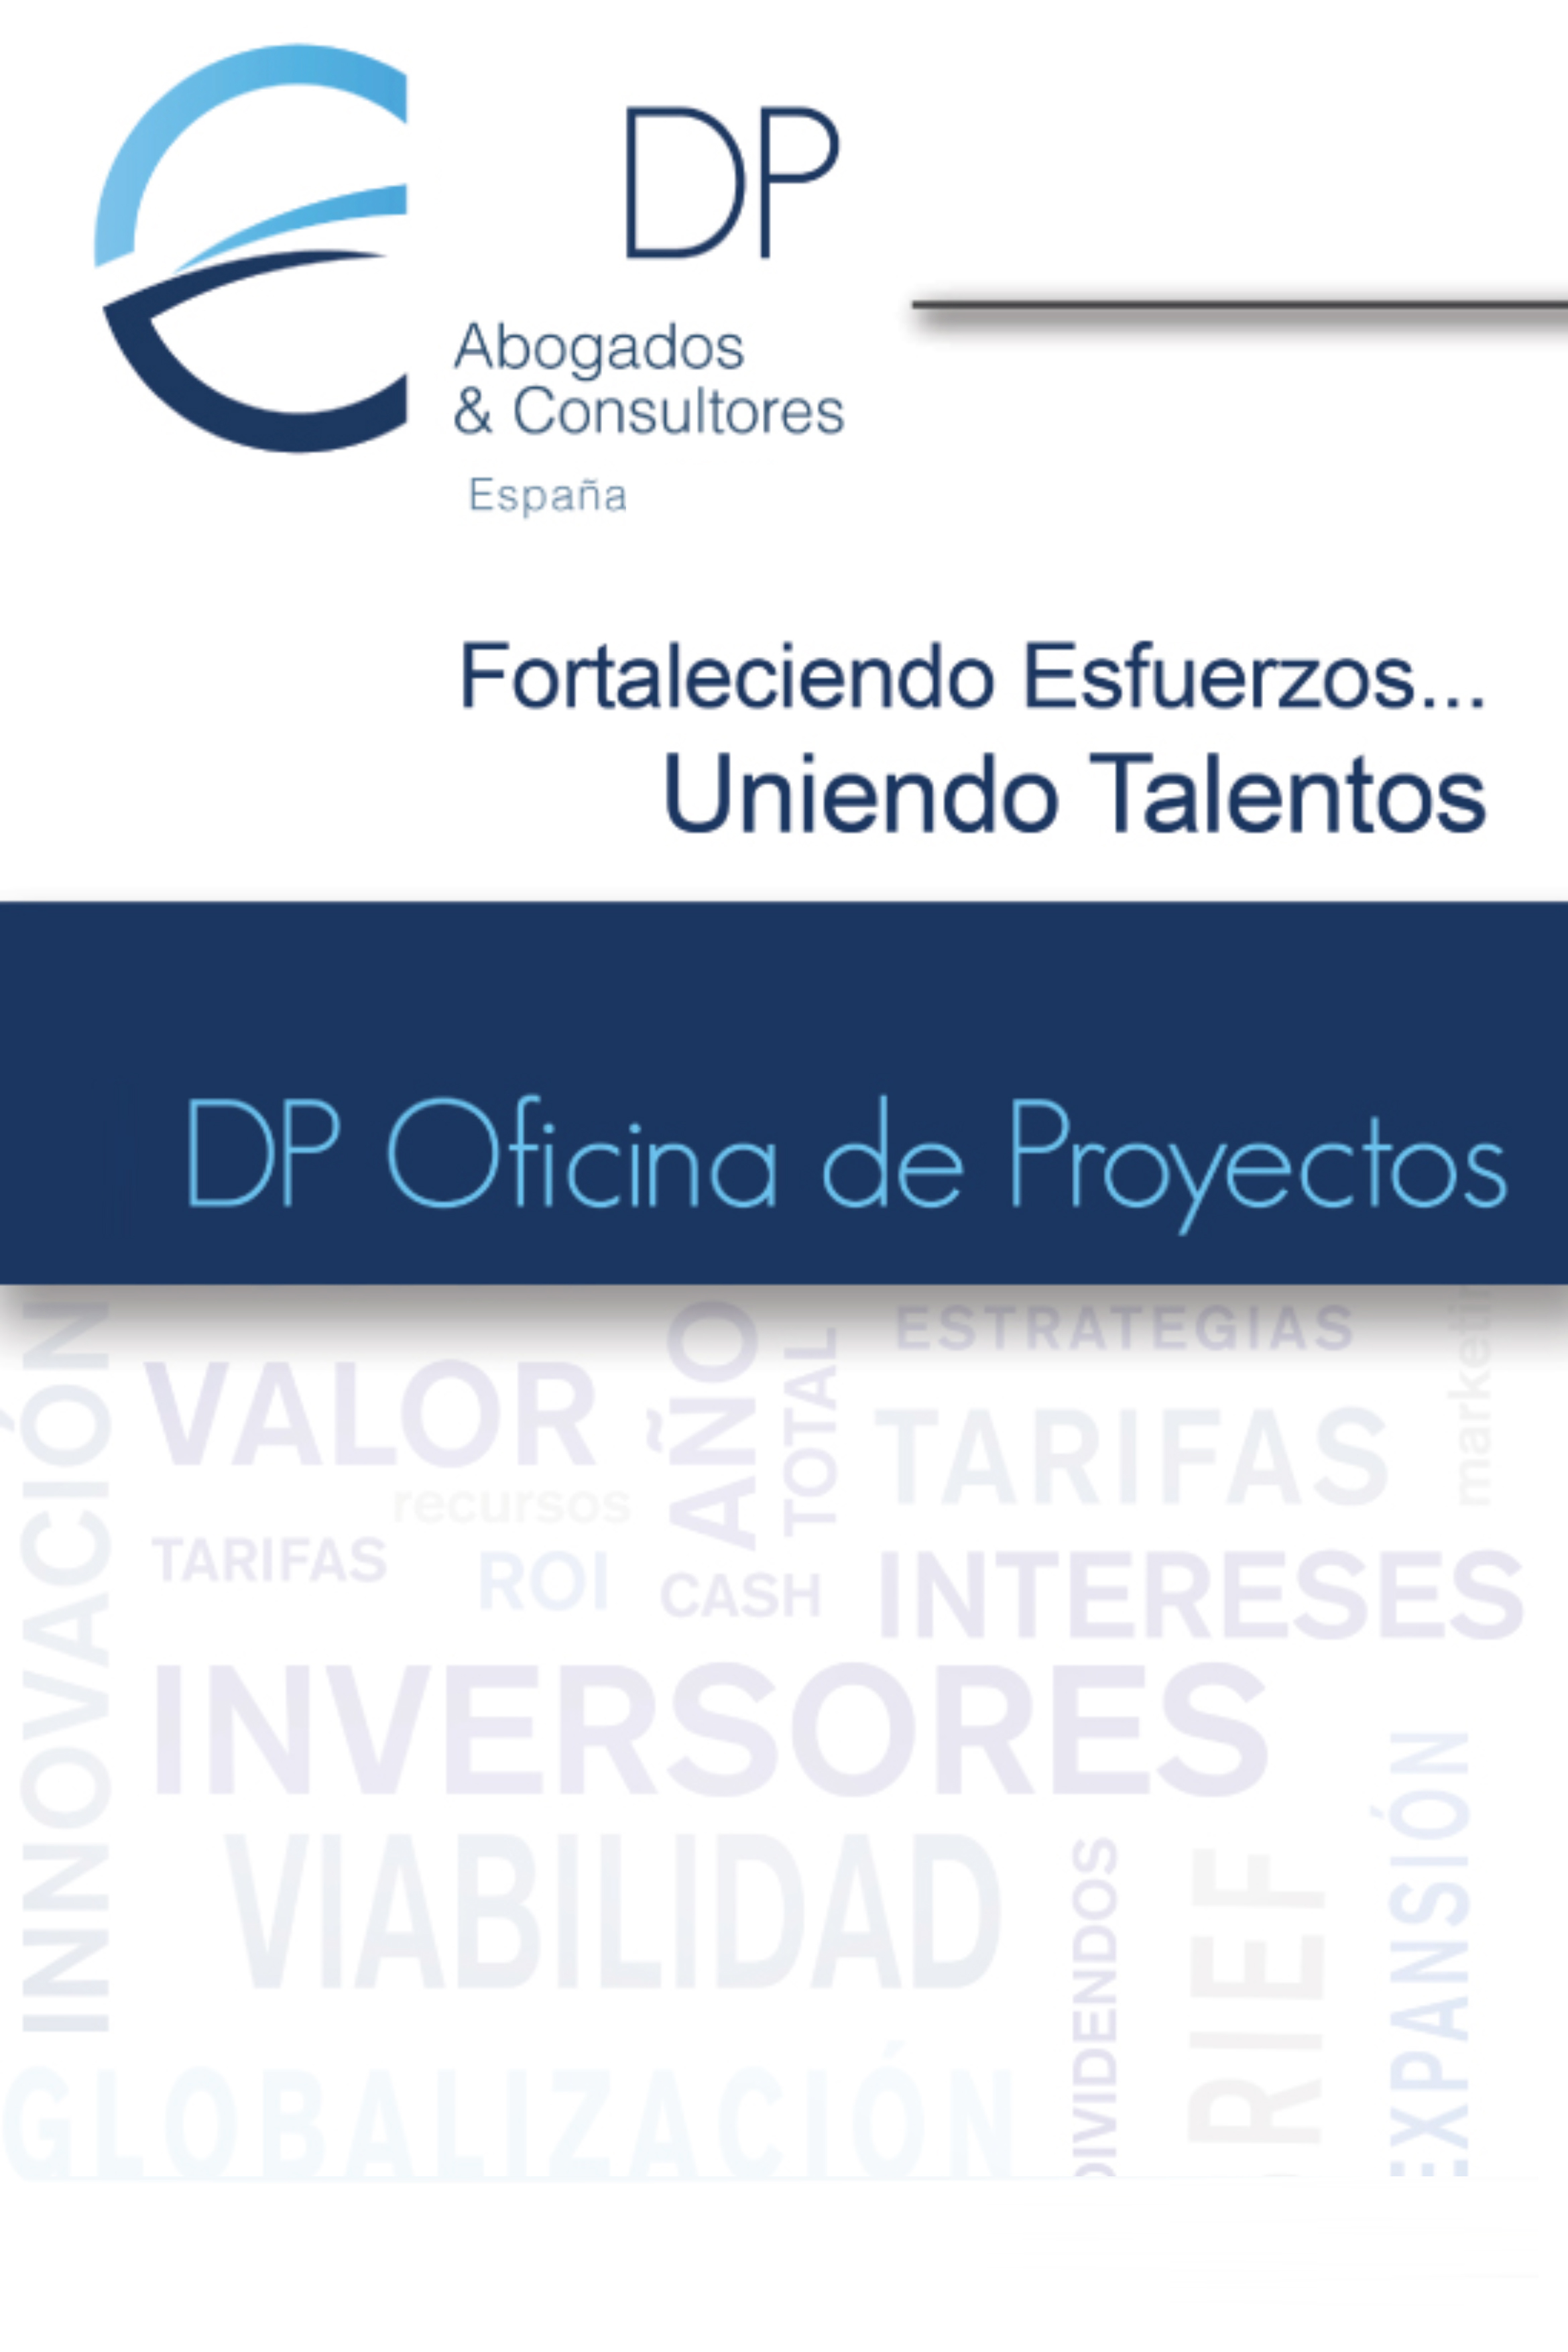 DP
Abogados
& Consultores
España
Fortaleciendo Esfuerzos...
Uniendo Talentos
DP Oficina de Proyectos
INNOVACIÓN
VALOR
AÑO
TOTAL
ESTRATEGIAS
TARIFAS
recursos
TARIFAS
ROI
CASH
INTERESES
INVERSORES
VIABILIDAD
DIVIDENDOS
EXPANSIÓN
GLOBALIZACIÓN